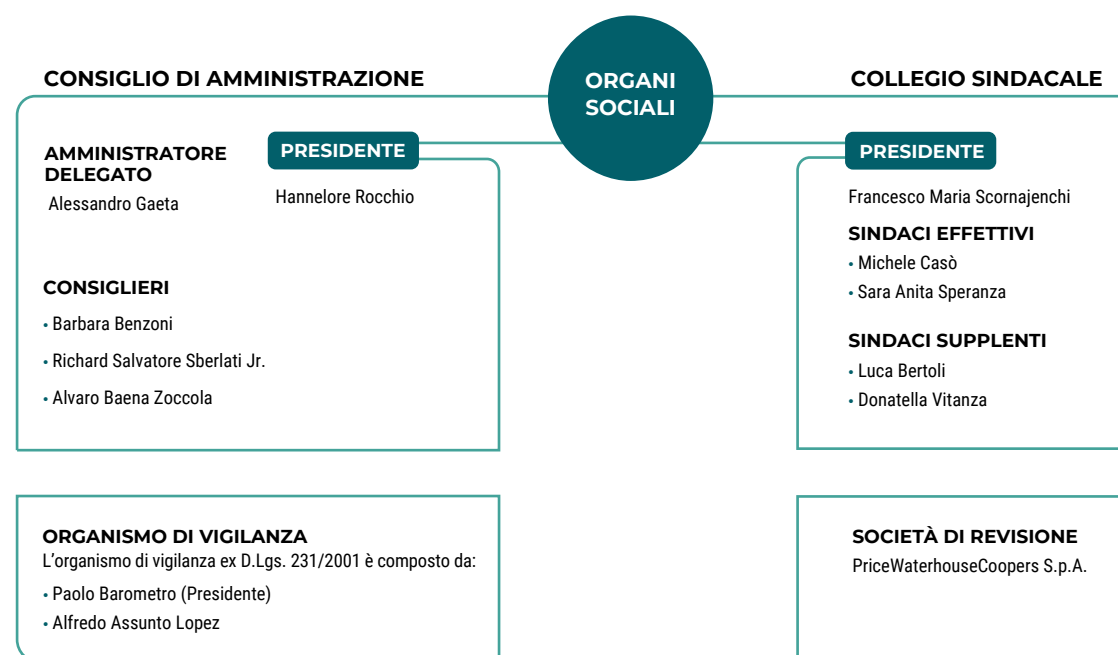 ORGANI
SOCIALI
CONSIGLIO DI AMMINISTRAZIONE
AMMINISTRATORE
DELEGATO
Alessandro Gaeta
PRESIDENTE
Hannelore Rocchio
CONSIGLIERI
• Barbara Benzoni
• Richard Salvatore Sberlati Jr.
• Alvaro Baena Zoccola
COLLEGIO SINDACALE
PRESIDENTE
Francesco Maria Scornajenchi
SINDACI EFFETTIVI
• Michele Casò
• Sara Anita Speranza
SINDACI SUPPLENTI
• Luca Bertoli
• Donatella Vitanza
ORGANISMO DI VIGILANZA
L'organismo di vigilanza ex D.Lgs. 231/2001 è composto da:
• Paolo Barometro (Presidente)
• Alfredo Assunto Lopez
SOCIETÀ DI REVISIONE
PriceWaterhouseCoopers S.p.A.